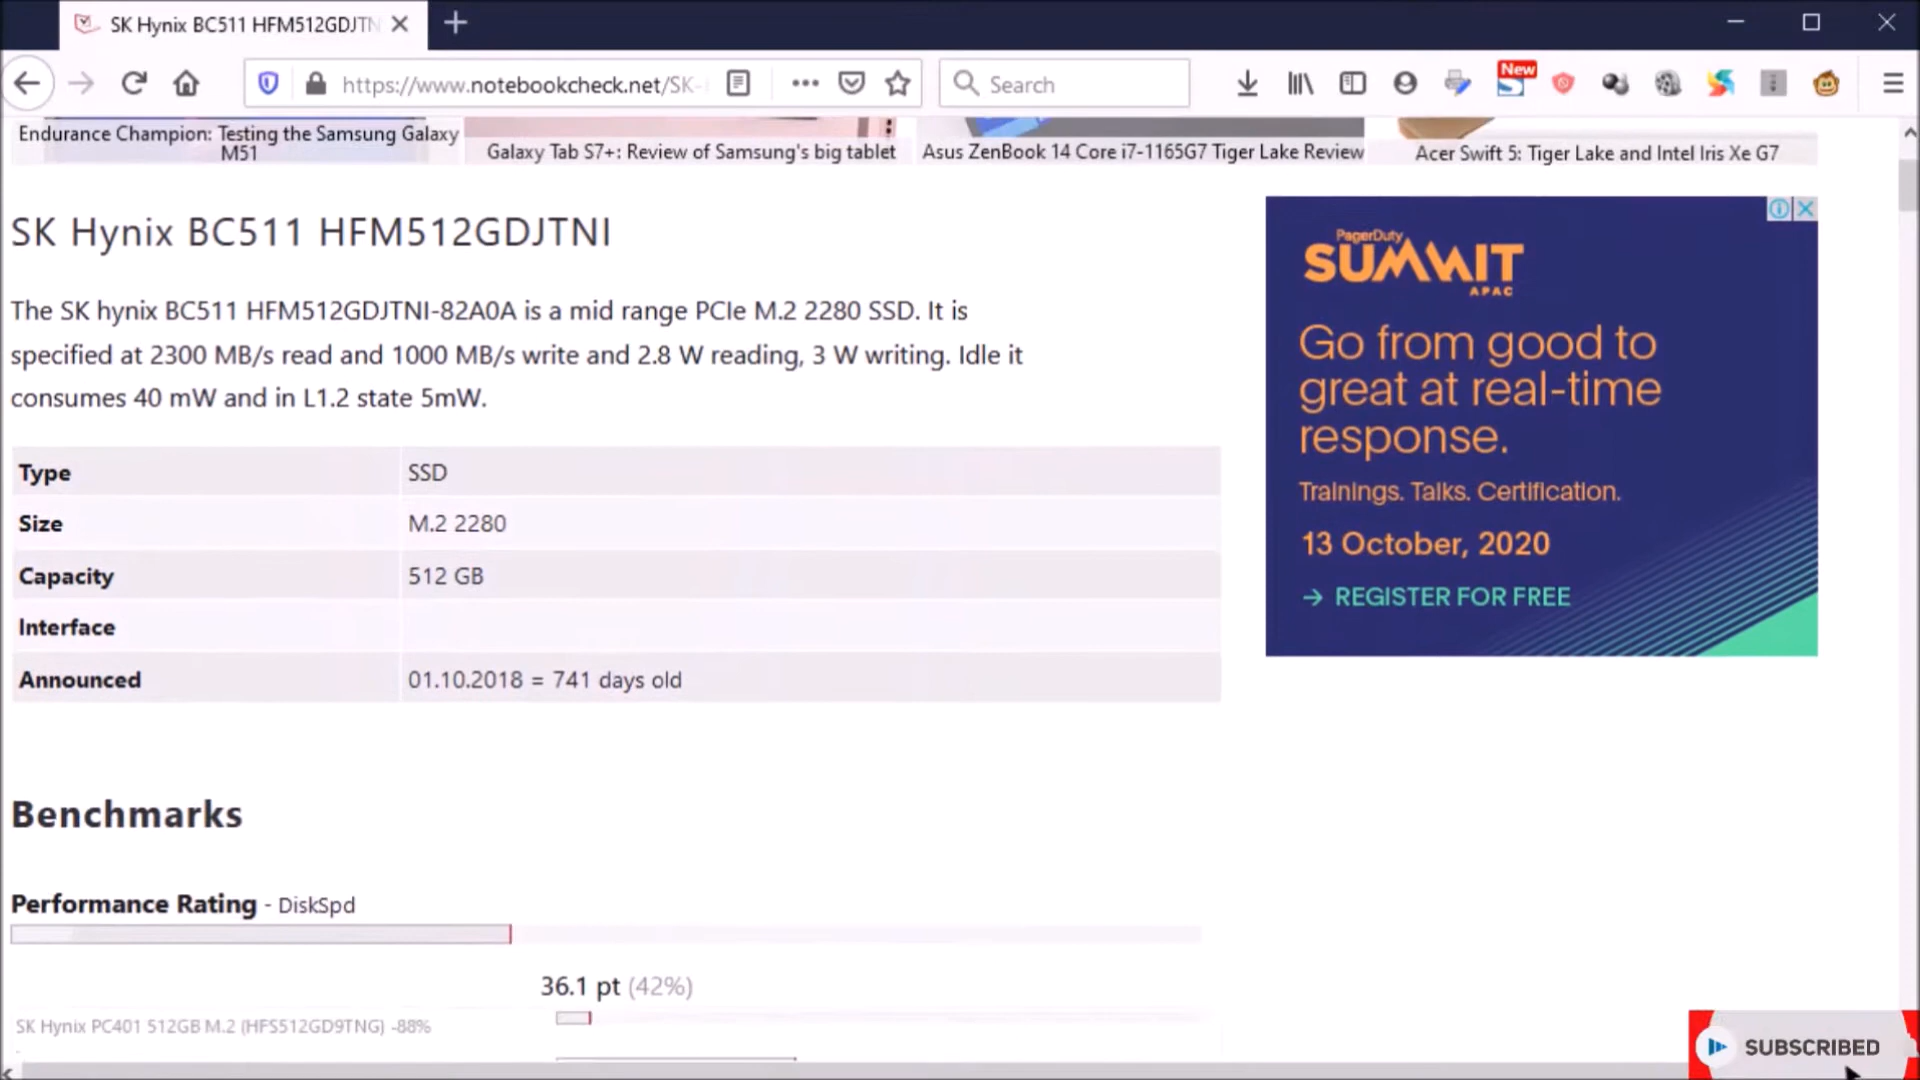 SK Hynix BC511 HFM512GDJTN
https://www.notebookcheck.net/SK-
Search
New
Endurance Champion: Testing the Samsung Galaxy
M51
Galaxy Tab S7+: Review of Samsung's big tablet
Asus ZenBook 14 Core i7-1165G7 Tiger Lake Review
Acer Swift 5: Tiger Lake and Intel Iris Xe G7
SK Hynix BC511 HFM512GDJTNI
The SK hynix BC511 HFM512GDJTNI-82A0A is a mid range PCIe M.2 2280 SSD. It is
specified at 2300 MB/s read and 1000 MB/s write and 2.8 W reading, 3 W writing. Idle it
consumes 40 mW and in L1.2 state 5mW.
Type SSD
Size M.2 2280
Capacity 512 GB
Interface
Announced 01.10.2018 = 741 days old
PagerDuty
SUMMIT
APAC
Go from good to
great at real-time
response.
Trainings. Talks. Certification.
13 October, 2020
→ REGISTER FOR FREE
Benchmarks
Performance Rating - DiskSpd
36.1 pt (42%)
SK Hynix PC401 512GB M.2 (HFS512GD9TNG) -88%
SUBSCRIBED